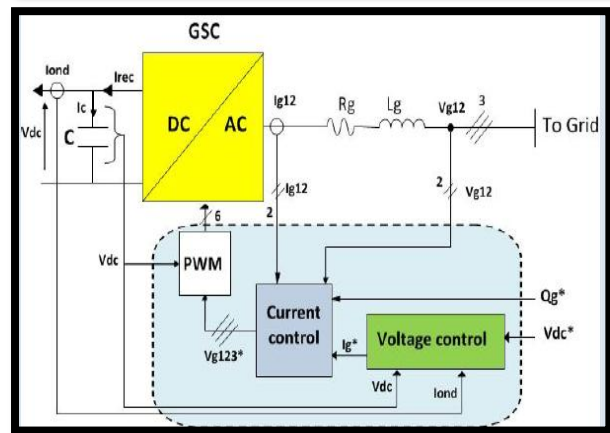 GSC
Iond
Irec
Ic
Vdc
C
DC
AC
Ig12
Rg
Lg
Vg12
3
To Grid
Ig12
2
2
Vg12
6
Vdc
PWM
Current
control
Qg*
Voltage control
Vdc*
Ig*
Vg123*
Vdc
Iond